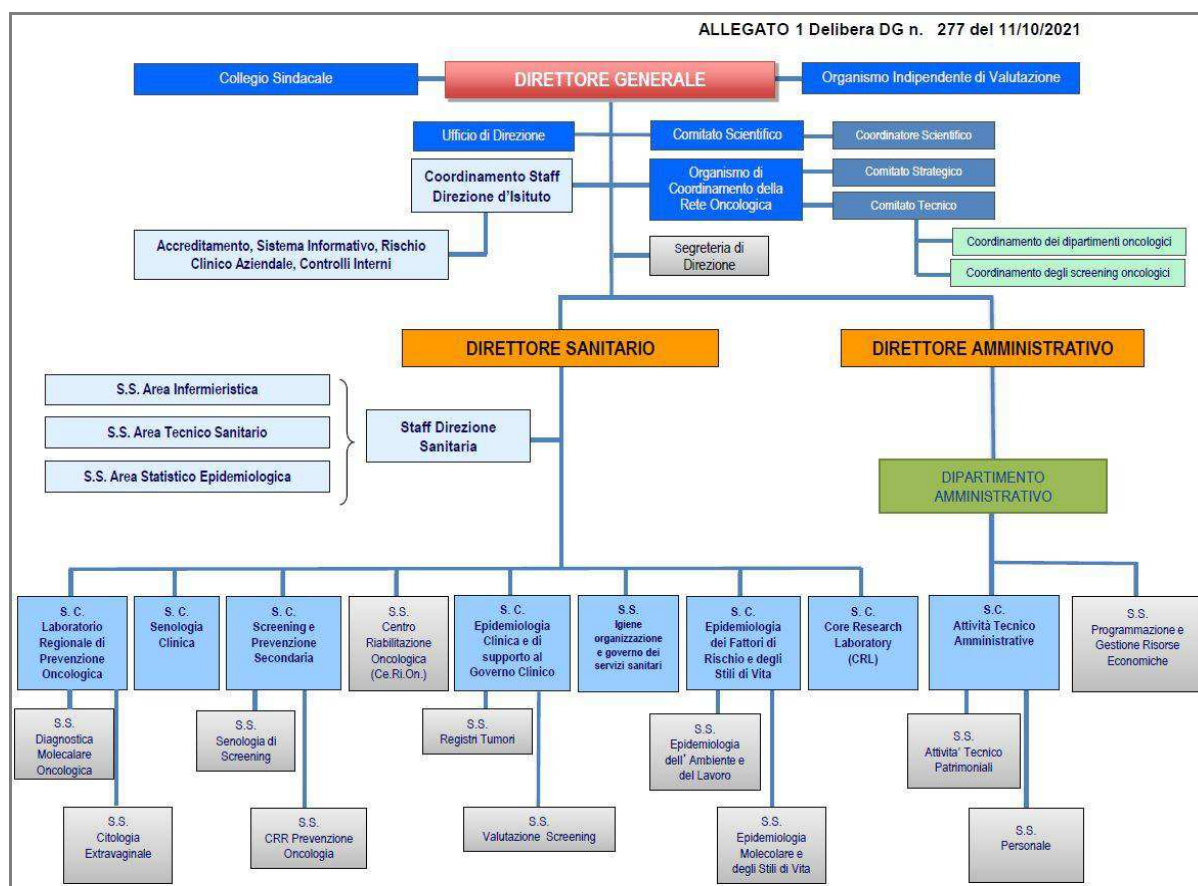 ALLEGATO 1 Delibera DG n. 277 del 11/10/2021
Collegio Sindacale
DIRETTORE GENERALE
Organismo Indipendente di Valutazione
Ufficio di Direzione
Comitato Scientifico
Coordinatore Scientifico
Coordinamento Staff
Direzione d'Isituto
Organismo di
Coordinamento della
Rete Oncologica
Comitato Strategico
Comitato Tecnico
Accreditamento, Sistema Informativo, Rischio
Clinico Aziendale, Controlli Interni
Segreteria di
Direzione
Coordinamento dei dipartimenti oncologici
Coordinamento degli screening oncologici
DIRETTORE SANITARIO
DIRETTORE AMMINISTRATIVO
S.S. Area Infermieristica
S.S. Area Tecnico Sanitario
S.S. Area Statistico Epidemiologica
Staff Direzione
Sanitaria
DIPARTIMENTO
AMMINISTRATIVO
S. C.
Laboratorio
Regionale di
Prevenzione
Oncologica
S. C.
Senologia
Clinica
S. C.
Screening e
Prevenzione
Secondaria
S.S.
Centro
Riabilitazione
Oncologica
(Ce.Ri.On.)
S. C.
Epidemiologia
Clinica e di
supporto al
Governo Clinico
S.S.
Igiene
organizzazione
e governo dei
servizi sanitari
S. C.
Epidemiologia
dei Fattori di
Rischio e degli
Stili di Vita
S. C.
Core Research
Laboratory
(CRL)
S.C.
Attività Tecnico
Amministrative
S.S.
Programmazione e
Gestione Risorse
Economiche
S.S.
Diagnostica
Molecalare
Oncologica
S.S.
Senologia di
Screening
S.S.
Registri Tumori
S.S.
Epidemiologia
dell' Ambiente e
del Lavoro
S.S.
Attivita' Tecnico
Patrimoniali
S.S.
Citologia
Extravaginale
S.S.
CRR Prevenzione
Oncologia
S.S.
Valutazione Screening
S.S.
Epidemiologia
Molecolare e
degli Stili di Vita
S.S.
Personale